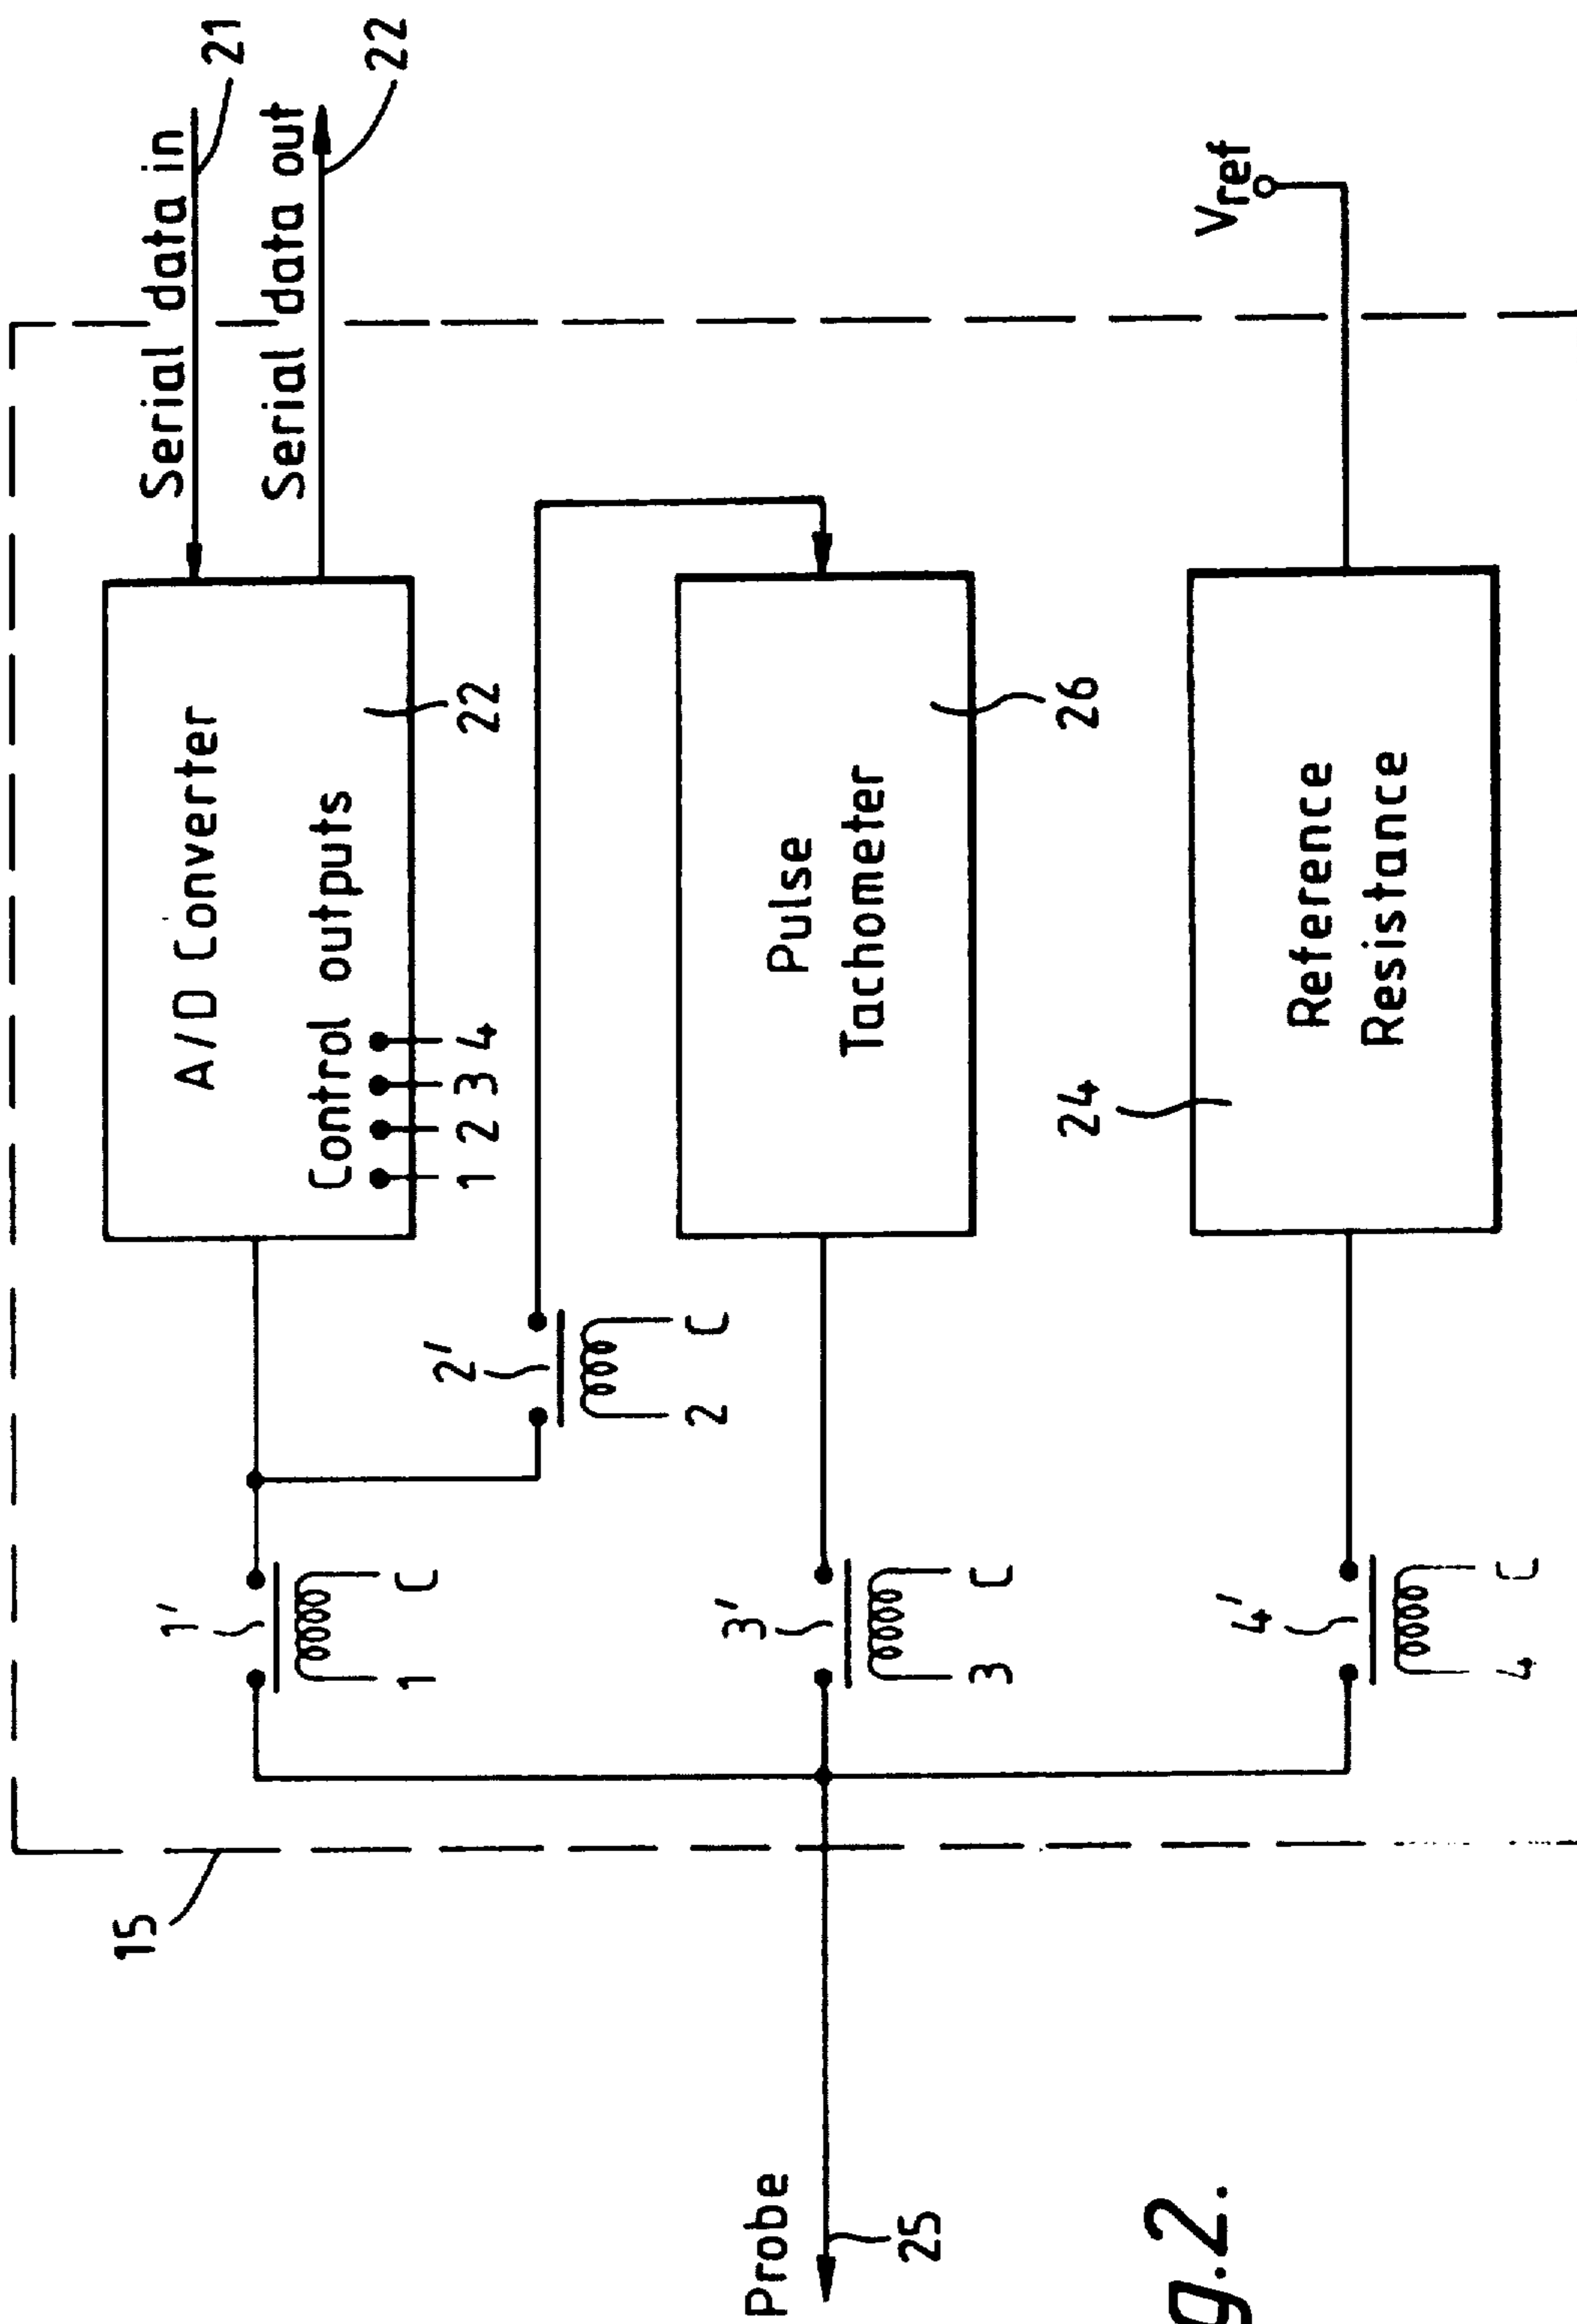 21
Serial data in
Serial data out
22
A/D Converter
Control outputs
1 2 3 4
22
1'
1 C
2'
2 C
Pulse
Tachometer
26
3'
3 C
Vref
24
Reference
Resistance
4'
4 C
15
Probe
25
g.2.